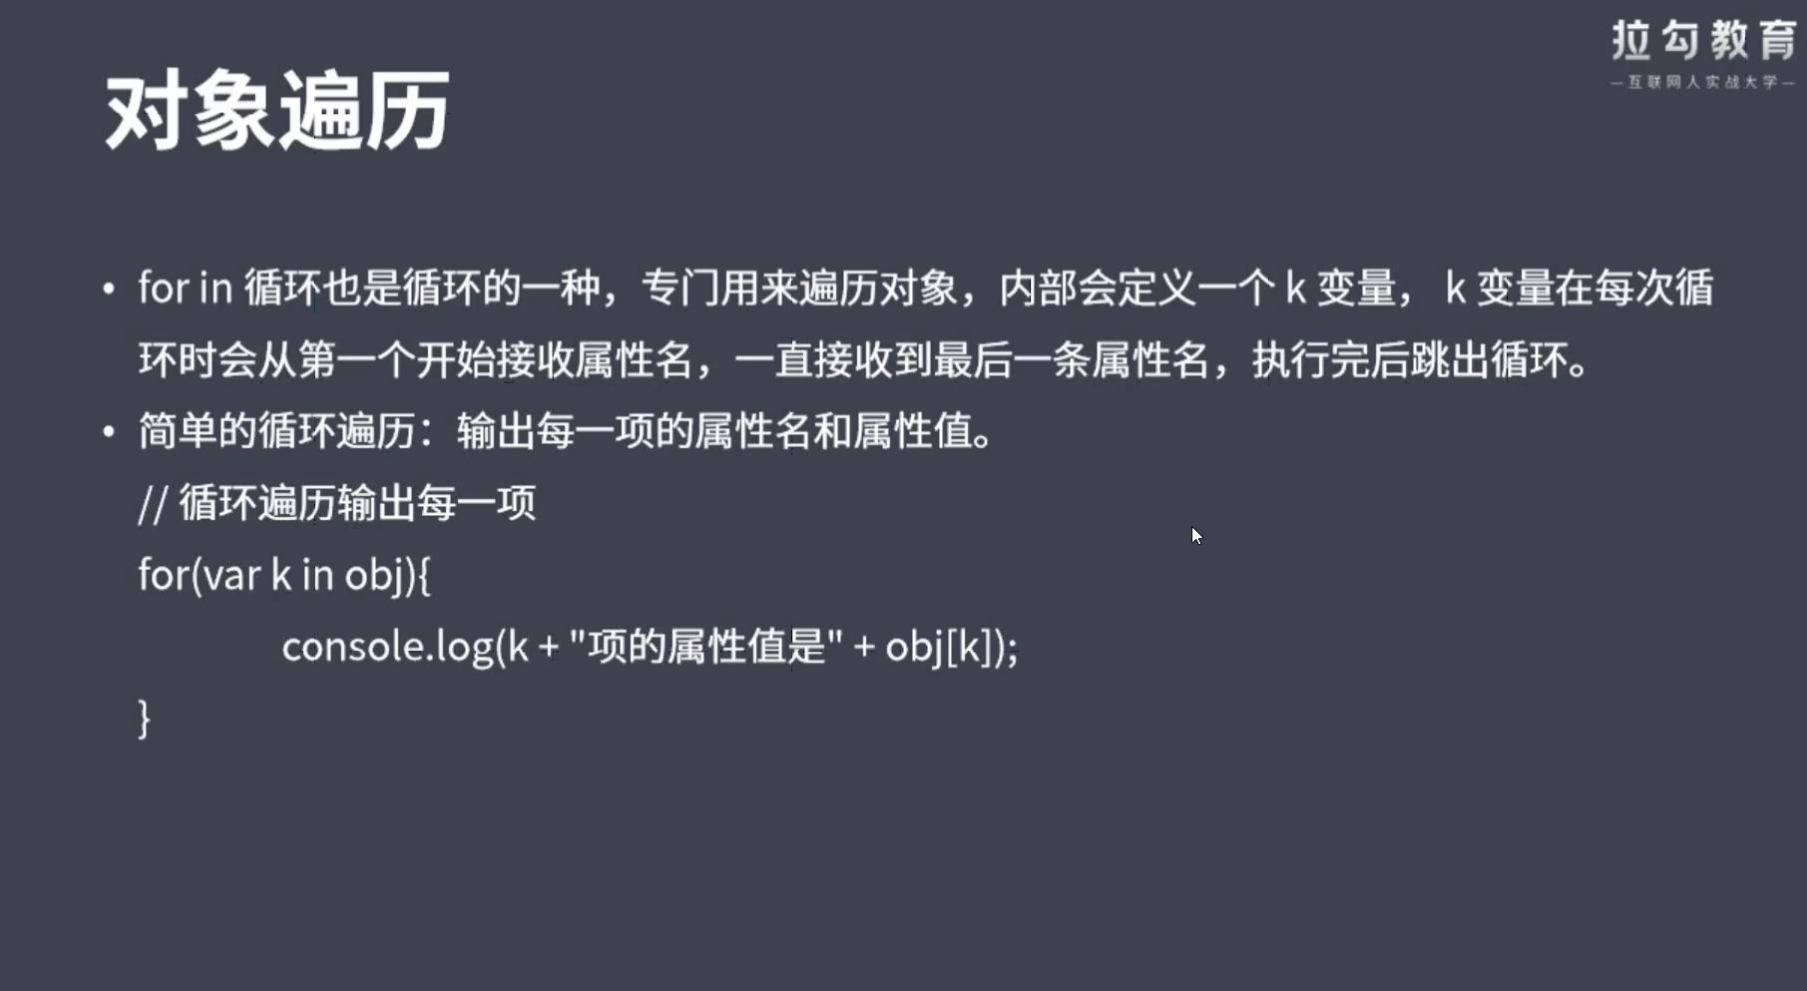 拉勾教育
—互联网人实战大学—
对象遍历
• for in 循环也是循环的一种，专门用来遍历对象，内部会定义一个 k 变量， k 变量在每次循
环时会从第一个开始接收属性名，一直接收到最后一条属性名，执行完后跳出循环。
• 简单的循环遍历：输出每一项的属性名和属性值。
// 循环遍历输出每一项
for(var k in obj){
console.log(k + "项的属性值是" + obj[k]);
}